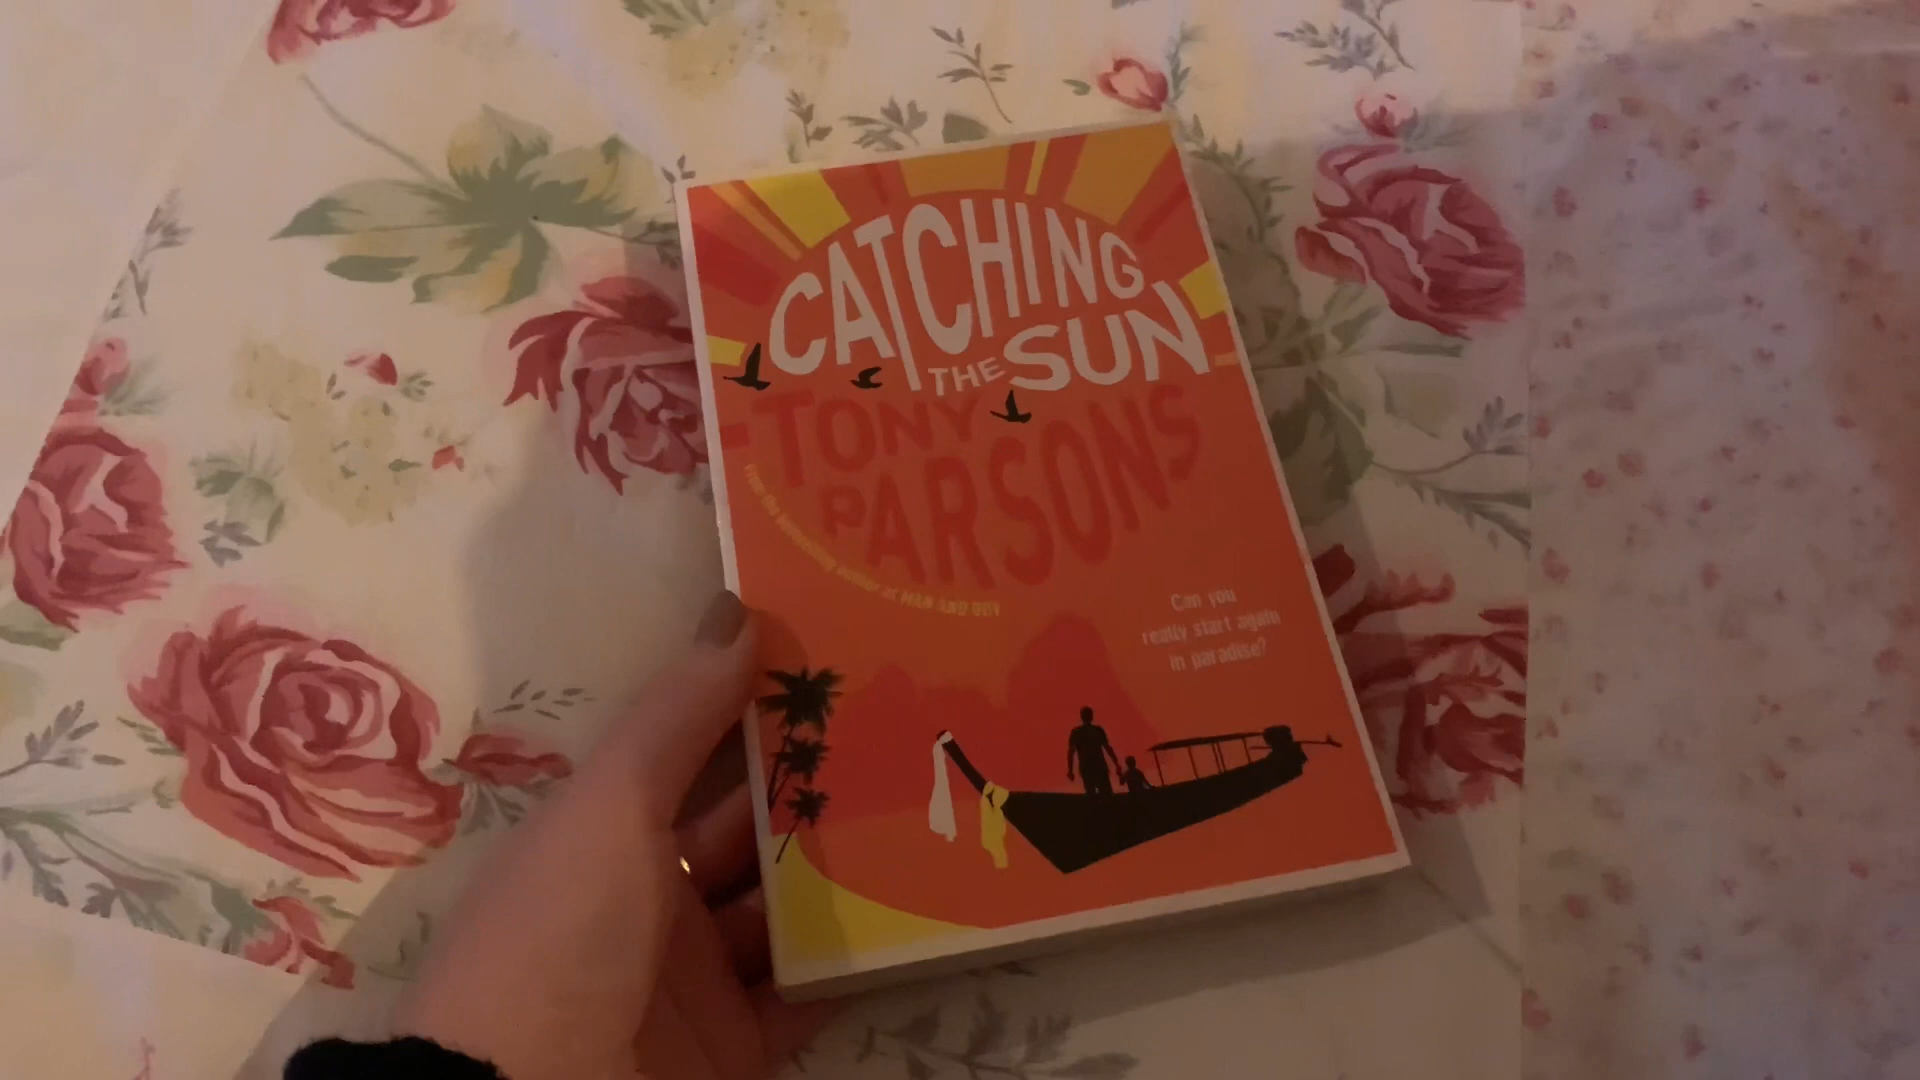 CATCHING
THE SUN
TONY
PARSONS
From the bestselling author of MAN AND BOY
Can you
really start again
in paradise?